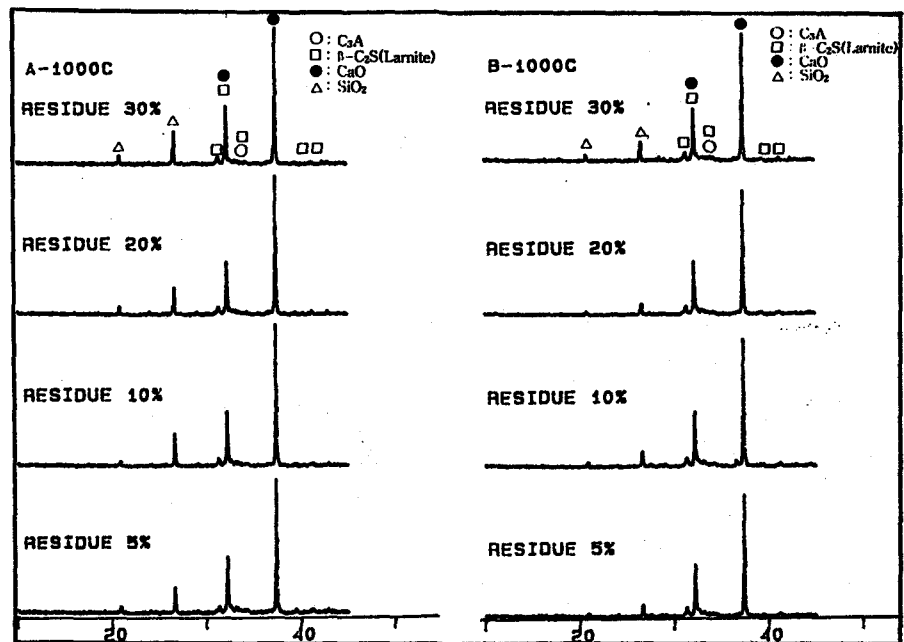 A-1000C
○ : C₃A
□ : β-C₂S(Larnite)
● : CaO
△ : SiO₂
RESIDUE 30%
RESIDUE 20%
RESIDUE 10%
RESIDUE 5%
20
40
B-1000C
○ : C₃A
□ : β-C₂S(Larnite)
● : CaO
△ : SiO₂
RESIDUE 30%
RESIDUE 20%
RESIDUE 10%
RESIDUE 5%
20
40